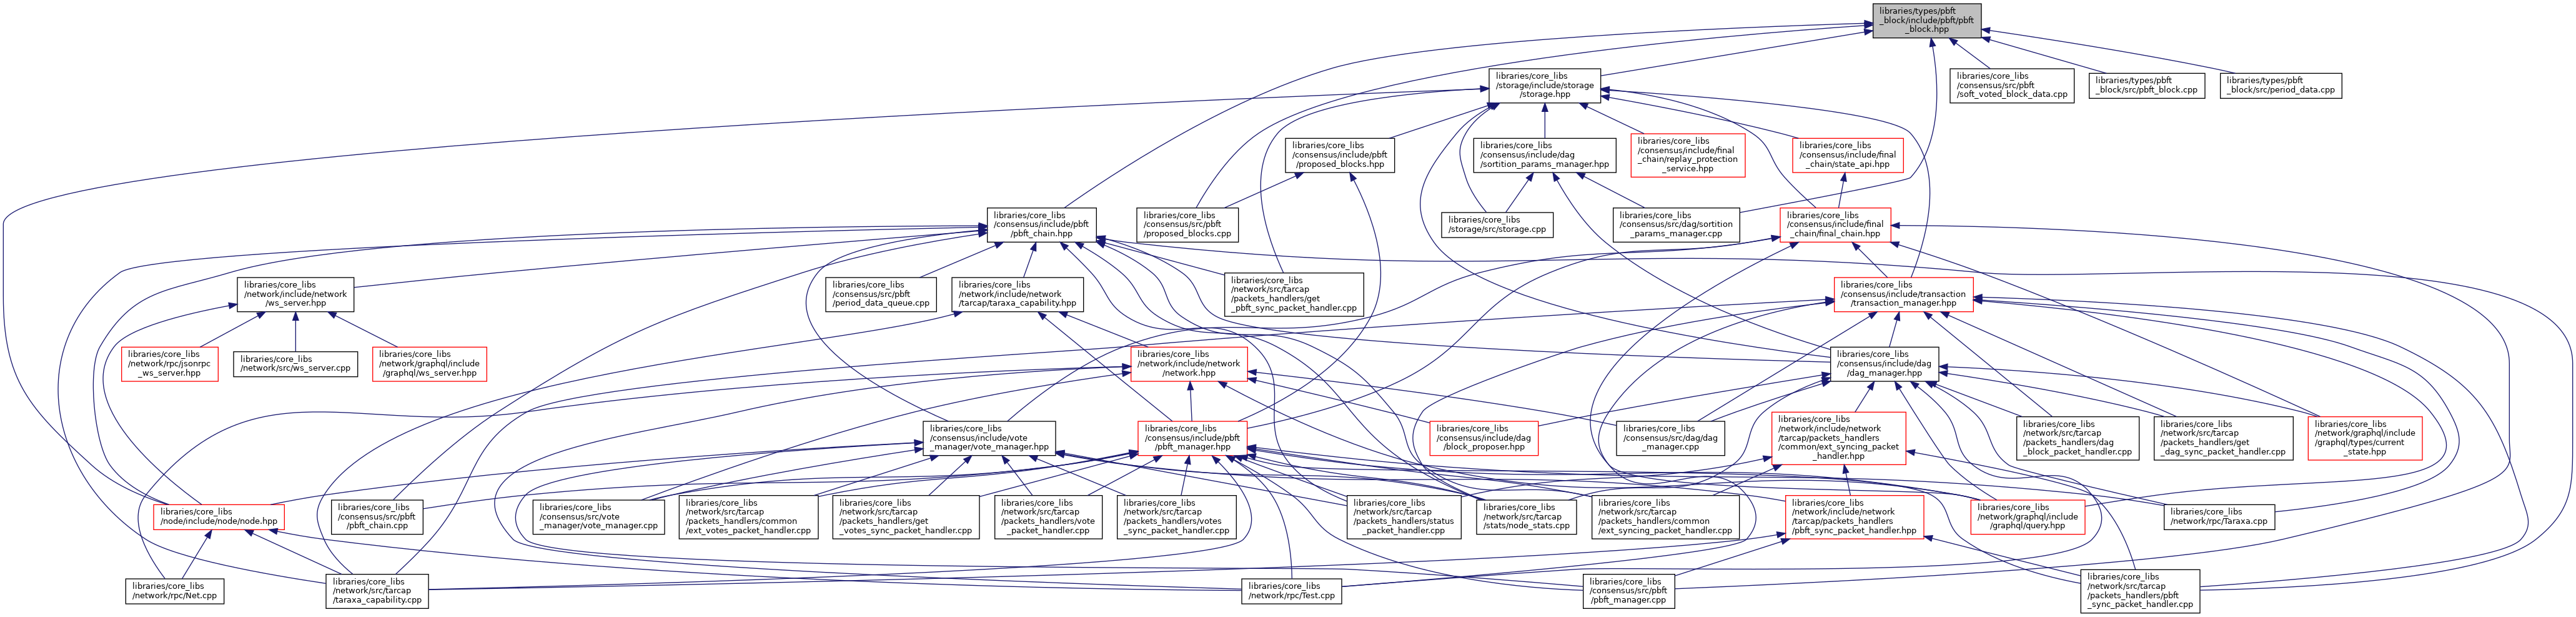 libraries/types/pbft
_block/include/pbft/pbft
_block.hpp
libraries/core_libs
/storage/include/storage
/storage.hpp
libraries/core_libs
/consensus/src/pbft
/soft_voted_block_data.cpp
libraries/types/pbft
_block/src/pbft_block.cpp
libraries/types/pbft
_block/src/period_data.cpp
libraries/core_libs
/consensus/include/pbft
/proposed_blocks.hpp
libraries/core_libs
/consensus/include/dag
/sortition_params_manager.hpp
libraries/core_libs
/consensus/include/final
_chain/replay_protection
_service.hpp
libraries/core_libs
/consensus/include/final
_chain/state_api.hpp
libraries/core_libs
/consensus/include/pbft
/pbft_chain.hpp
libraries/core_libs
/consensus/src/pbft
/proposed_blocks.cpp
libraries/core_libs
/storage/src/storage.cpp
libraries/core_libs
/consensus/src/dag/sortition
_params_manager.cpp
libraries/core_libs
/consensus/include/final
_chain/final_chain.hpp
libraries/core_libs
/network/include/network
/ws_server.hpp
libraries/core_libs
/consensus/src/pbft
/period_data_queue.cpp
libraries/core_libs
/network/include/network
/tarcap/taraxa_capability.hpp
libraries/core_libs
/network/src/tarcap
/packets_handlers/get
_pbft_sync_packet_handler.cpp
libraries/core_libs
/consensus/include/transaction
/transaction_manager.hpp
libraries/core_libs
/network/rpc/jsonrpc
_ws_server.hpp
libraries/core_libs
/network/src/ws_server.cpp
libraries/core_libs
/network/graphql/include
/graphql/ws_server.hpp
libraries/core_libs
/network/include/network
/network.hpp
libraries/core_libs
/consensus/include/dag
/dag_manager.hpp
libraries/core_libs
/consensus/include/vote
_manager/vote_manager.hpp
libraries/core_libs
/consensus/include/pbft
/pbft_manager.hpp
libraries/core_libs
/consensus/include/dag
/block_proposer.hpp
libraries/core_libs
/consensus/src/dag/dag
_manager.cpp
libraries/core_libs
/network/include/network
/tarcap/packets_handlers
/common/ext_syncing_packet
_handler.hpp
libraries/core_libs
/network/src/tarcap
/packets_handlers/dag
_block_packet_handler.cpp
libraries/core_libs
/network/src/tarcap
/packets_handlers/get
_dag_sync_packet_handler.cpp
libraries/core_libs
/network/graphql/include
/graphql/types/current
_state.hpp
libraries/core_libs
/node/include/node/node.hpp
libraries/core_libs
/consensus/src/pbft
/pbft_chain.cpp
libraries/core_libs
/consensus/src/vote
_manager/vote_manager.cpp
libraries/core_libs
/network/src/tarcap
/packets_handlers/common
/ext_votes_packet_handler.cpp
libraries/core_libs
/network/src/tarcap
/packets_handlers/get
_votes_sync_packet_handler.cpp
libraries/core_libs
/network/src/tarcap
/packets_handlers/vote
_packet_handler.cpp
libraries/core_libs
/network/src/tarcap
/packets_handlers/votes
_sync_packet_handler.cpp
libraries/core_libs
/network/src/tarcap
/packets_handlers/status
_packet_handler.cpp
libraries/core_libs
/network/src/tarcap
/stats/node_stats.cpp
libraries/core_libs
/network/src/tarcap
/packets_handlers/common
/ext_syncing_packet_handler.cpp
libraries/core_libs
/network/include/network
/tarcap/packets_handlers
/pbft_sync_packet_handler.hpp
libraries/core_libs
/network/graphql/include
/graphql/query.hpp
libraries/core_libs
/network/rpc/Taraxa.cpp
libraries/core_libs
/network/rpc/Net.cpp
libraries/core_libs
/network/src/tarcap
/taraxa_capability.cpp
libraries/core_libs
/network/rpc/Test.cpp
libraries/core_libs
/consensus/src/pbft
/pbft_manager.cpp
libraries/core_libs
/network/src/tarcap
/packets_handlers/pbft
_sync_packet_handler.cpp